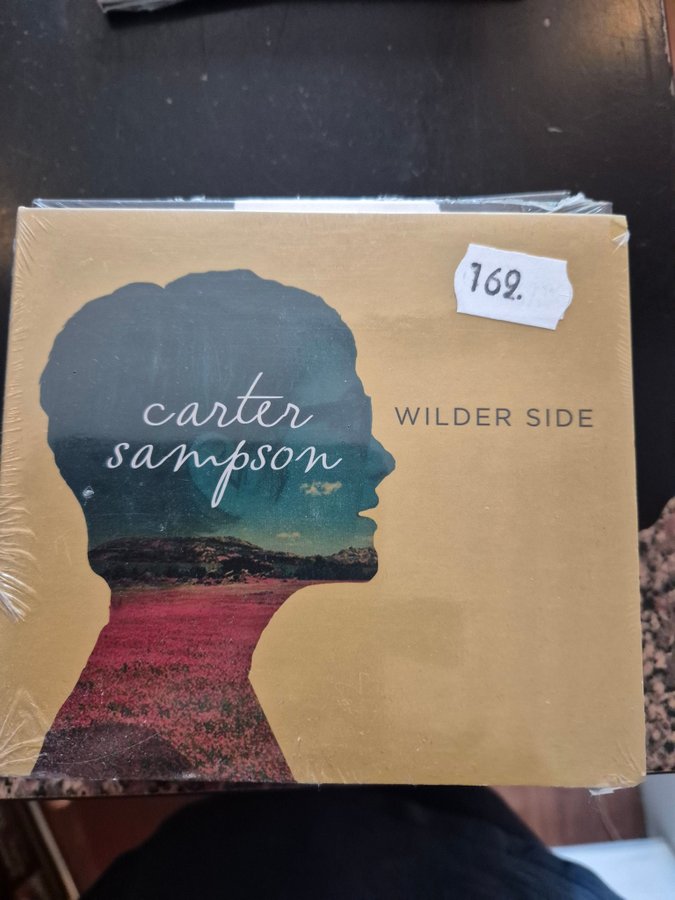 169.
carter
sampson
WILDER SIDE